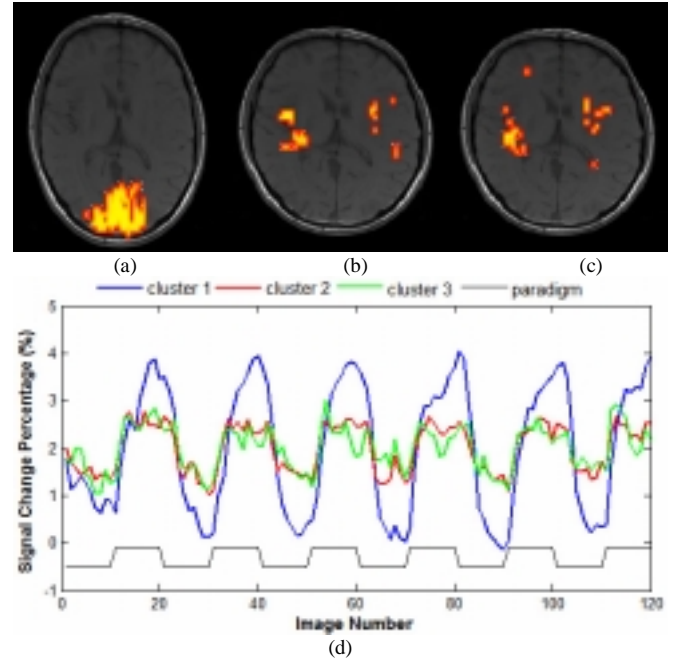 (a) (b) (c)
cluster 1 cluster 2 cluster 3 paradigm
5
4
3
2
1
0
-1
Signal Change Percentage (%)
0 20 40 60 80 100 120
Image Number
(d)